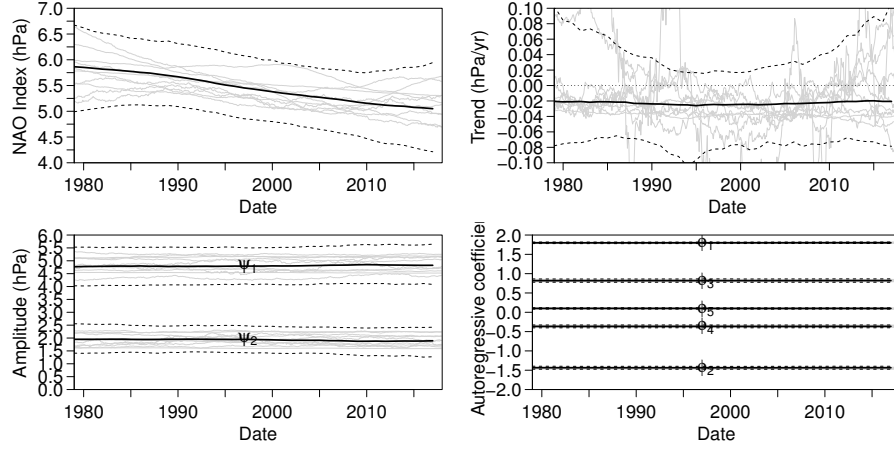 7.0
6.5
6.0
5.5
5.0
4.5
4.0
NAO Index (hPa)
1980 1990 2000 2010
Date
0.10
0.08
0.06
0.04
0.02
0.00
−0.02
−0.04
−0.06
−0.10
Trend (hPa/yr)
1980 1990 2000 2010
Date
6.0
5.5
5.0
4.5
4.0
3.5
3.0
2.5
2.0
1.5
1.0
0.5
0.0
Amplitude (hPa)
ψ1
ψ2
1980 1990 2000 2010
Date
2.0
1.5
1.0
0.5
0.0
−0.5
−1.0
−1.5
−2.0
Autoregressive coefficien
ϕ1
ϕ3
ϕ5
ϕ4
ϕ2
1980 1990 2000 2010
Date